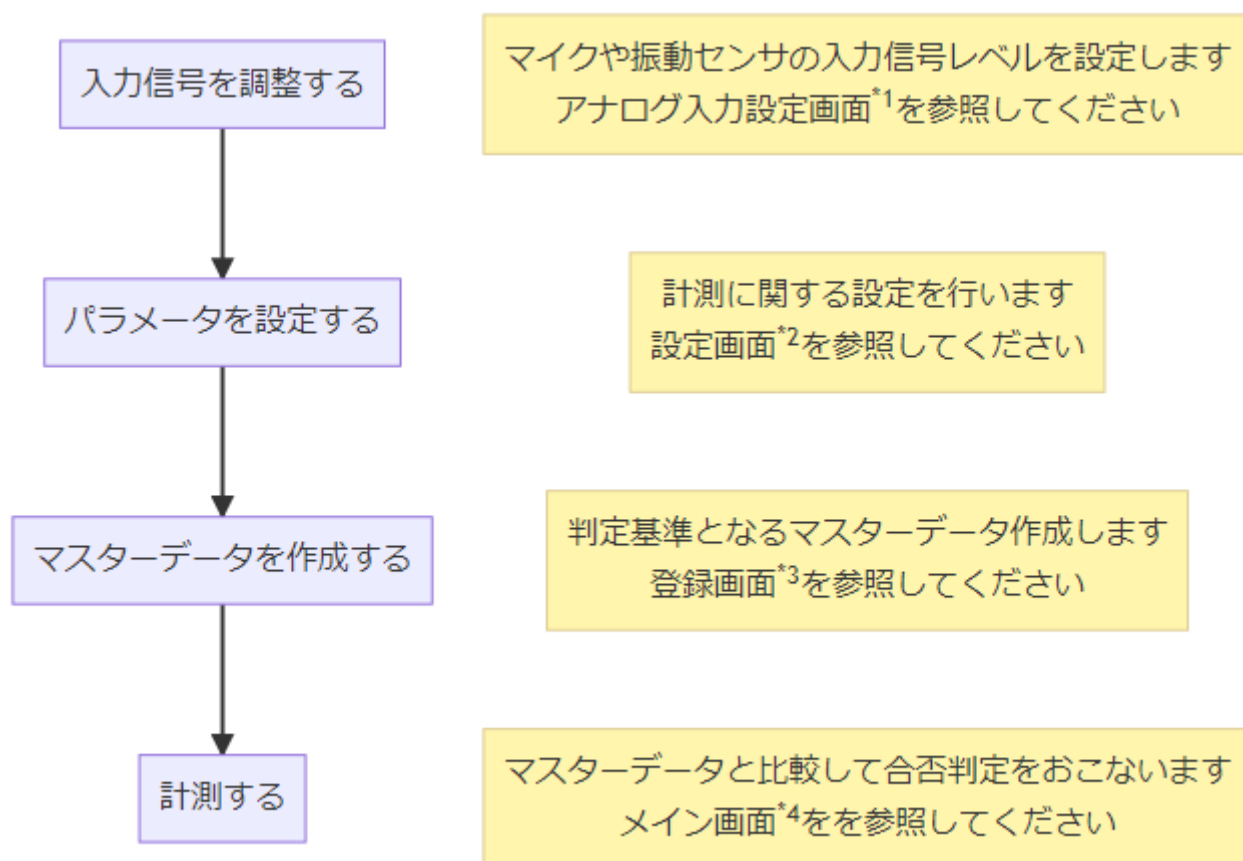 入力信号を調整する
マイクや振動センサの入力信号レベルを設定します
アナログ入力設定画面*1を参照してください
パラメータを設定する
計測に関する設定を行います
設定画面*2を参照してください
マスターデータを作成する
判定基準となるマスターデータ作成します
登録画面*3を参照してください
計測する
マスターデータと比較して合否判定をおこないます
メイン画面*4をを参照してください